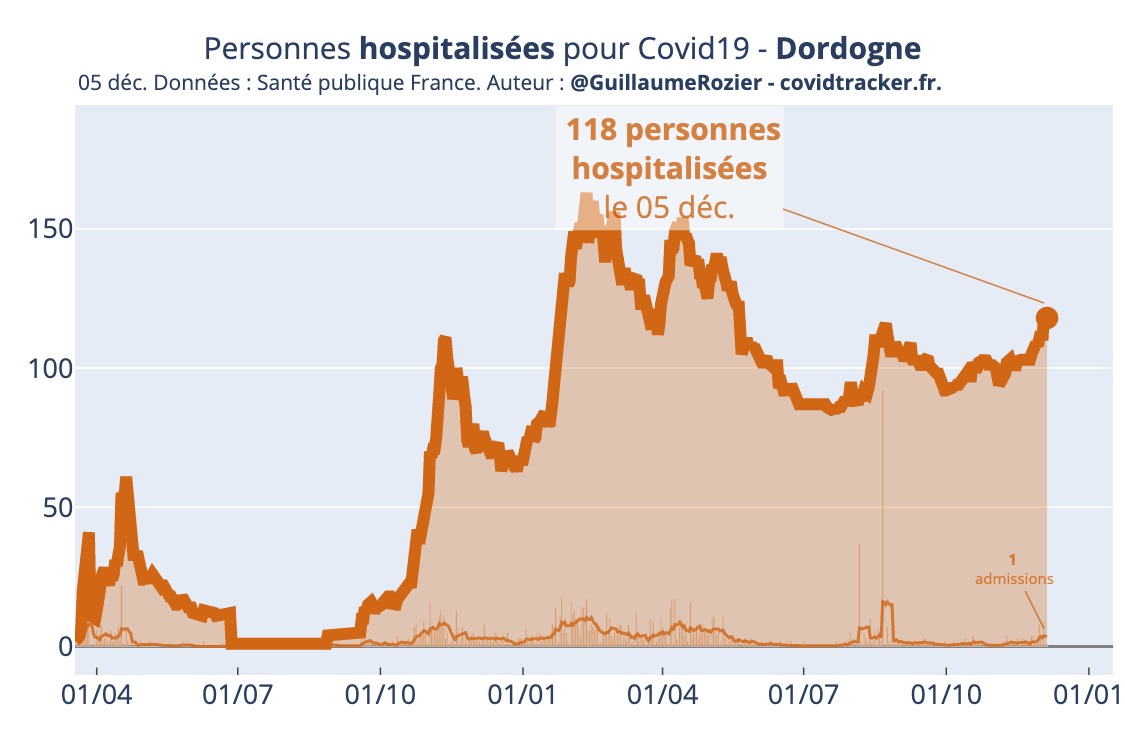 Personnes hospitalisées pour Covid19 - Dordogne
05 déc. Données : Santé publique France. Auteur : @GuillaumeRozier - covidtracker.fr.
118 personnes
hospitalisées
le 05 déc.
150
100
50
1
admissions
0
01/04 01/07 01/10 01/01 01/04 01/07 01/10 01/01